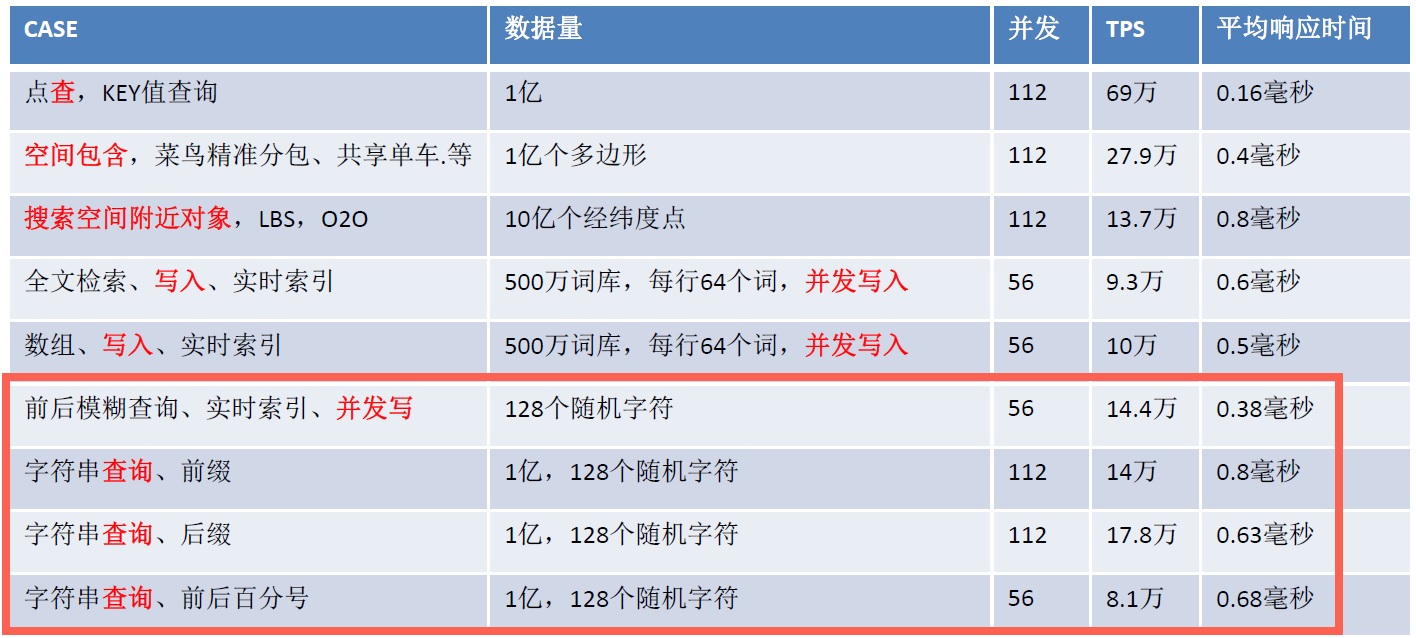 CASE 数据量 并发 TPS 平均响应时间
点查，KEY值查询 1亿 112 69万 0.16毫秒
空间包含，菜鸟精准分包、共享单车.等 1亿个多边形 112 27.9万 0.4毫秒
搜索空间附近对象，LBS，O2O 10亿个经纬度点 112 13.7万 0.8毫秒
全文检索、写入、实时索引 500万词库，每行64个词，并发写入 56 9.3万 0.6毫秒
数组、写入、实时索引 500万词库，每行64个词，并发写入 56 10万 0.5毫秒
前后模糊查询、实时索引、并发写 128个随机字符 56 14.4万 0.38毫秒
字符串查询、前缀 1亿，128个随机字符 112 14万 0.8毫秒
字符串查询、后缀 1亿，128个随机字符 112 17.8万 0.63毫秒
字符串查询、前后百分号 1亿，128个随机字符 56 8.1万 0.68毫秒